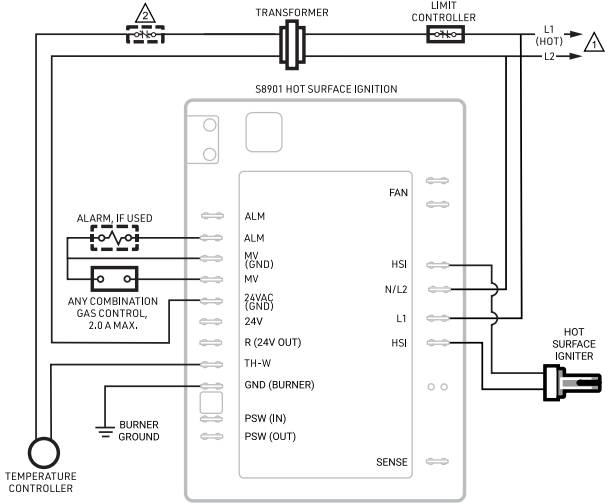 2
TRANSFORMER
LIMIT
CONTROLLER
L1
(HOT)
L2
1
S8901 HOT SURFACE IGNITION
FAN
ALARM, IF USED
ALM
ALM
MV
(GND)
MV
24VAC
(GND)
24V
R (24V OUT)
TH-W
GND (BURNER)
PSW (IN)
PSW (OUT)
HSI
N/L2
L1
HSI
SENSE
ANY COMBINATION
GAS CONTROL,
2.0 A MAX.
HOT
SURFACE
IGNITER
BURNER
GROUND
TEMPERATURE
CONTROLLER